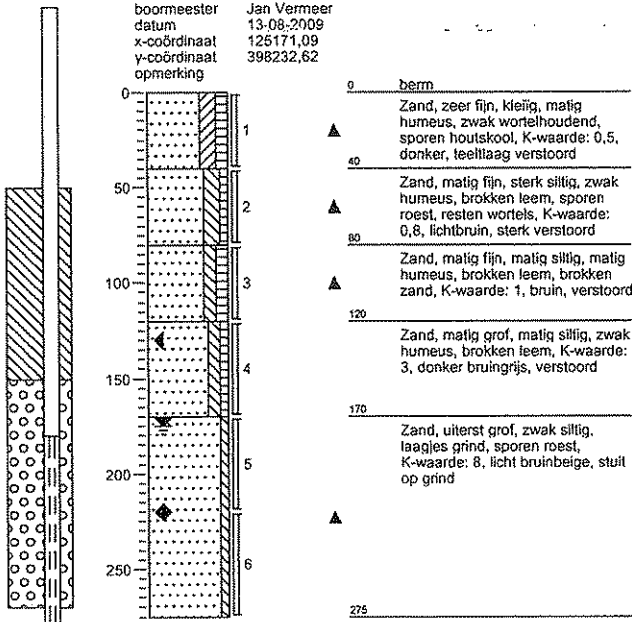 boormeester Jan Vermeer
datum 13-08-2009
x-coördinaat 125171,09
y-coördinaat 398232,62
opmerking
0
50
100
150
200
250
1
2
3
4
5
6
0 berm
Zand, zeer fijn, kleïig, matig
humeus, zwak wortelhoudend,
sporen houtskool, K-waarde: 0,5,
donker, teeltlaag verstoord
40
Zand, matig fijn, sterk siltig, zwak
humeus, brokken leem, sporen
roest, resten wortels, K-waarde:
0,8, lichtbruin, sterk verstoord
80
Zand, matig fijn, matig siltig, matig
humeus, brokken leem, brokken
zand, K-waarde: 1, bruin, verstoord
120
Zand, matig grof, matig siltig, zwak
humeus, brokken leem, K-waarde:
3, donker bruingrijs, verstoord
170
Zand, uiterst grof, zwak siltig,
laagjes grind, sporen roest,
K-waarde: 8, licht bruinbeige, stuit
op grind
275